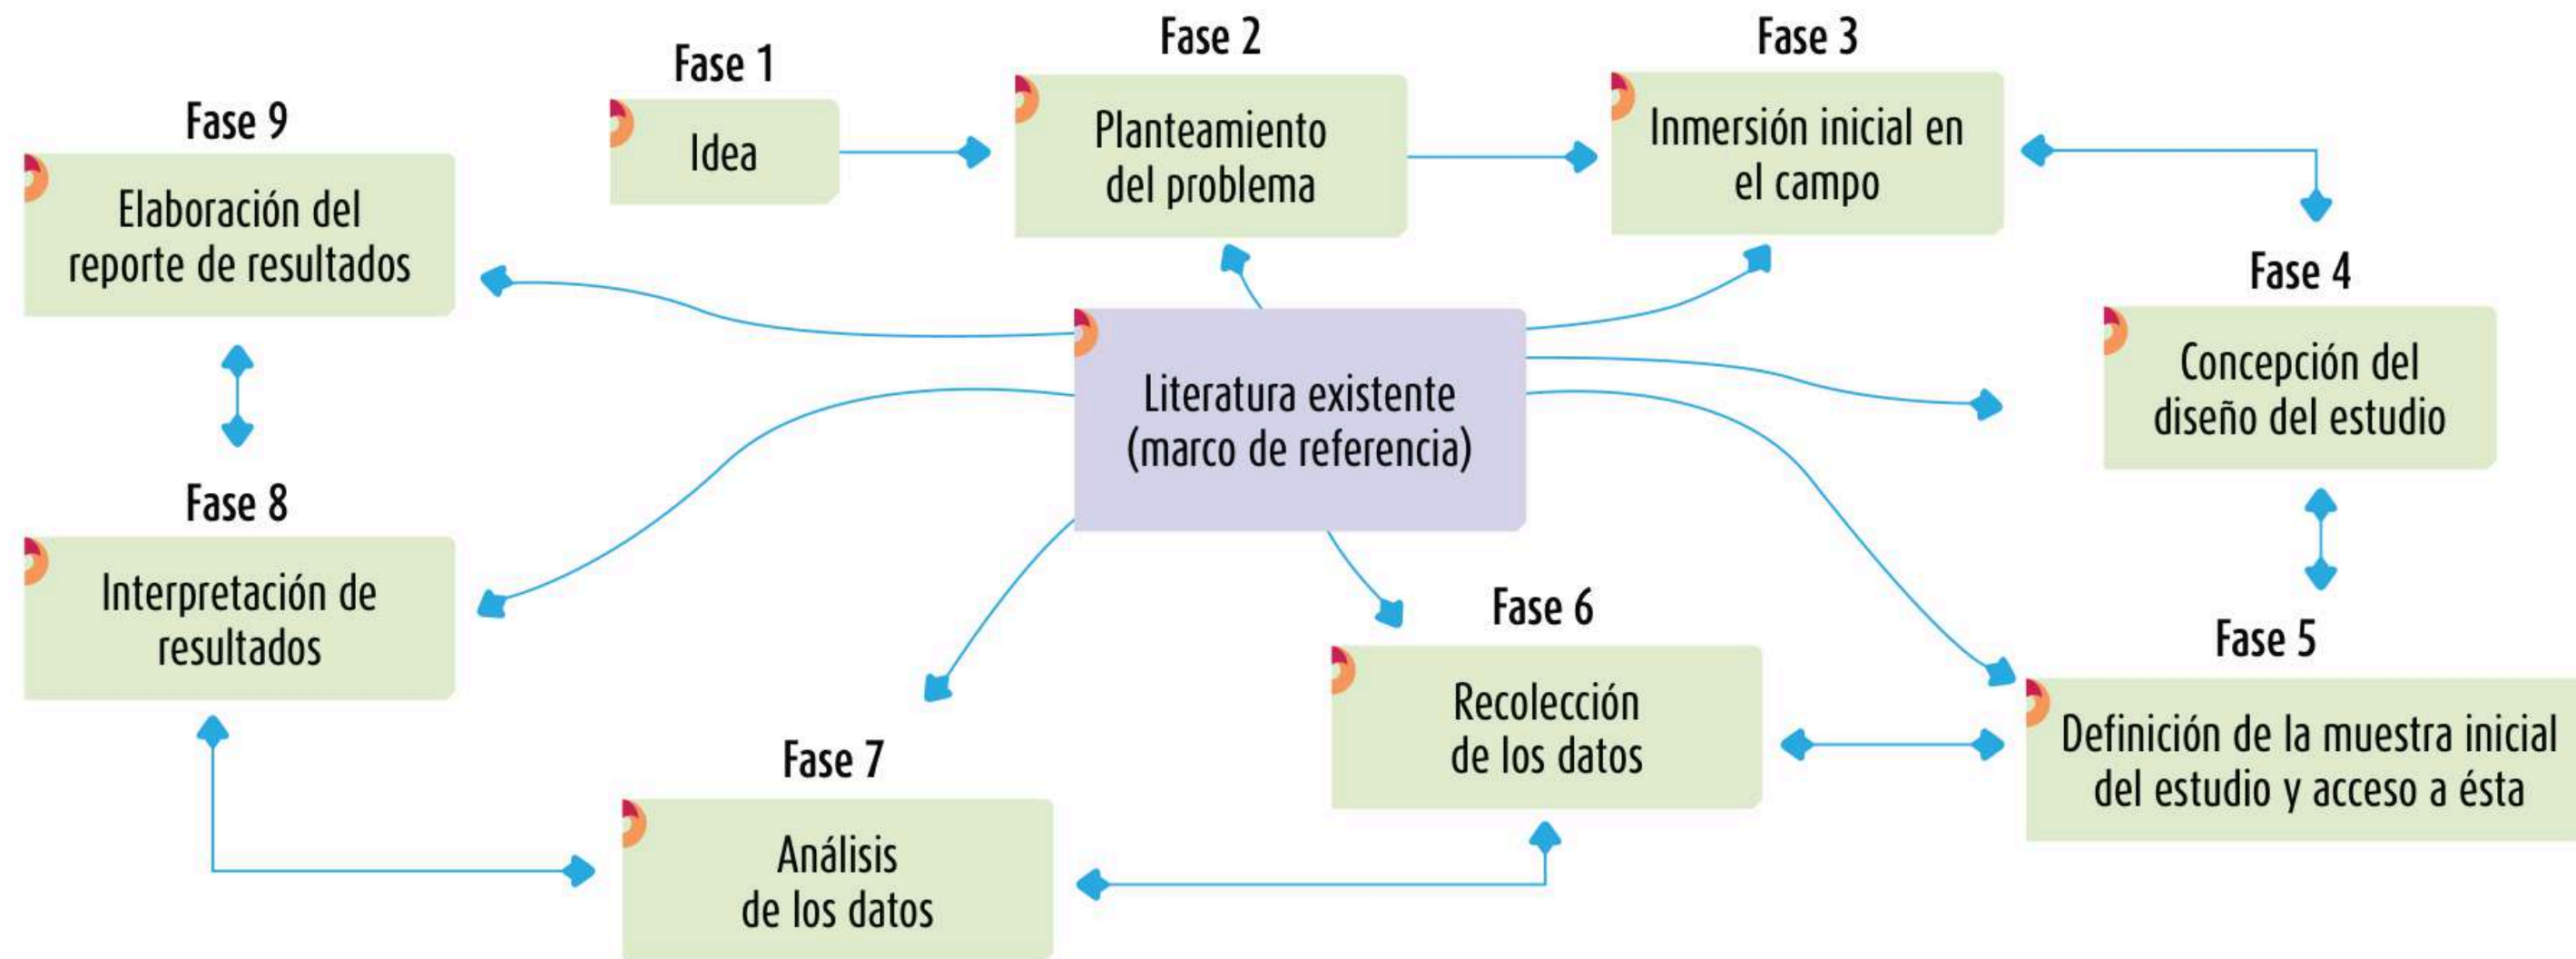 Fase 1
Idea
Fase 2
Planteamiento
del problema
Fase 3
Inmersión inicial en
el campo
Fase 4
Concepción del
diseño del estudio
Fase 5
Definición de la muestra inicial
del estudio y acceso a ésta
Fase 6
Recolección
de los datos
Fase 7
Análisis
de los datos
Fase 8
Interpretación de
resultados
Fase 9
Elaboración del
reporte de resultados
Literatura existente
(marco de referencia)